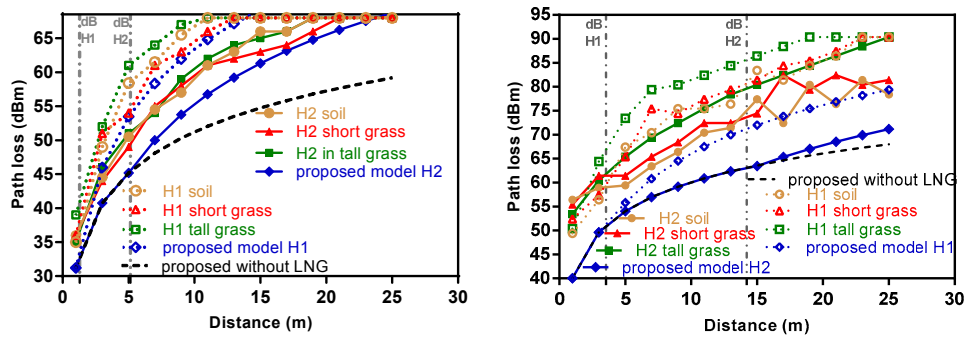 dB
H1
dB
H2
Path loss (dBm)
65
60
55
50
45
40
35
30
H2 soil
H2 short grass
H2 in tall grass
proposed model H2
H1 soil
H1 short grass
H1 tall grass
proposed model H1
proposed without LNG
0
5
10
15
20
25
30
Distance (m)
dB
H1
dB
H2
Path loss (dBm)
95
90
85
80
75
70
65
60
55
50
45
40
proposed without LNG
H1 soil
H1 short grass
H1 tall grass
proposed model H1
H2 soil
H2 short grass
H2 tall grass
proposed model H2
0
5
10
15
20
25
30
Distance (m)